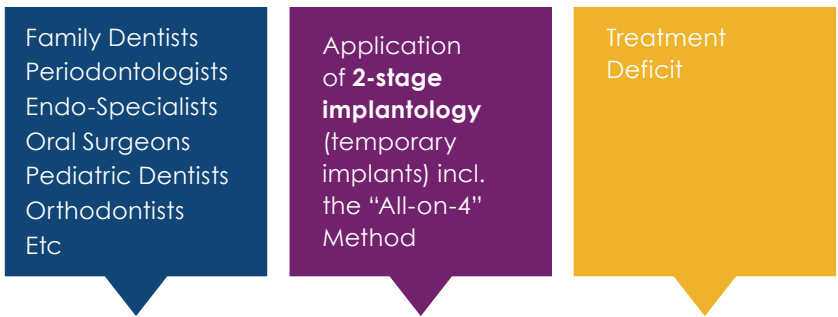 Family Dentists
Periodontologists
Endo-Specialists
Oral Surgeons
Pediatric Dentists
Orthodontists
Etc
Application
of 2-stage
implantology
(temporary
implants) incl.
the “All-on-4”
Method
Treatment
Deficit